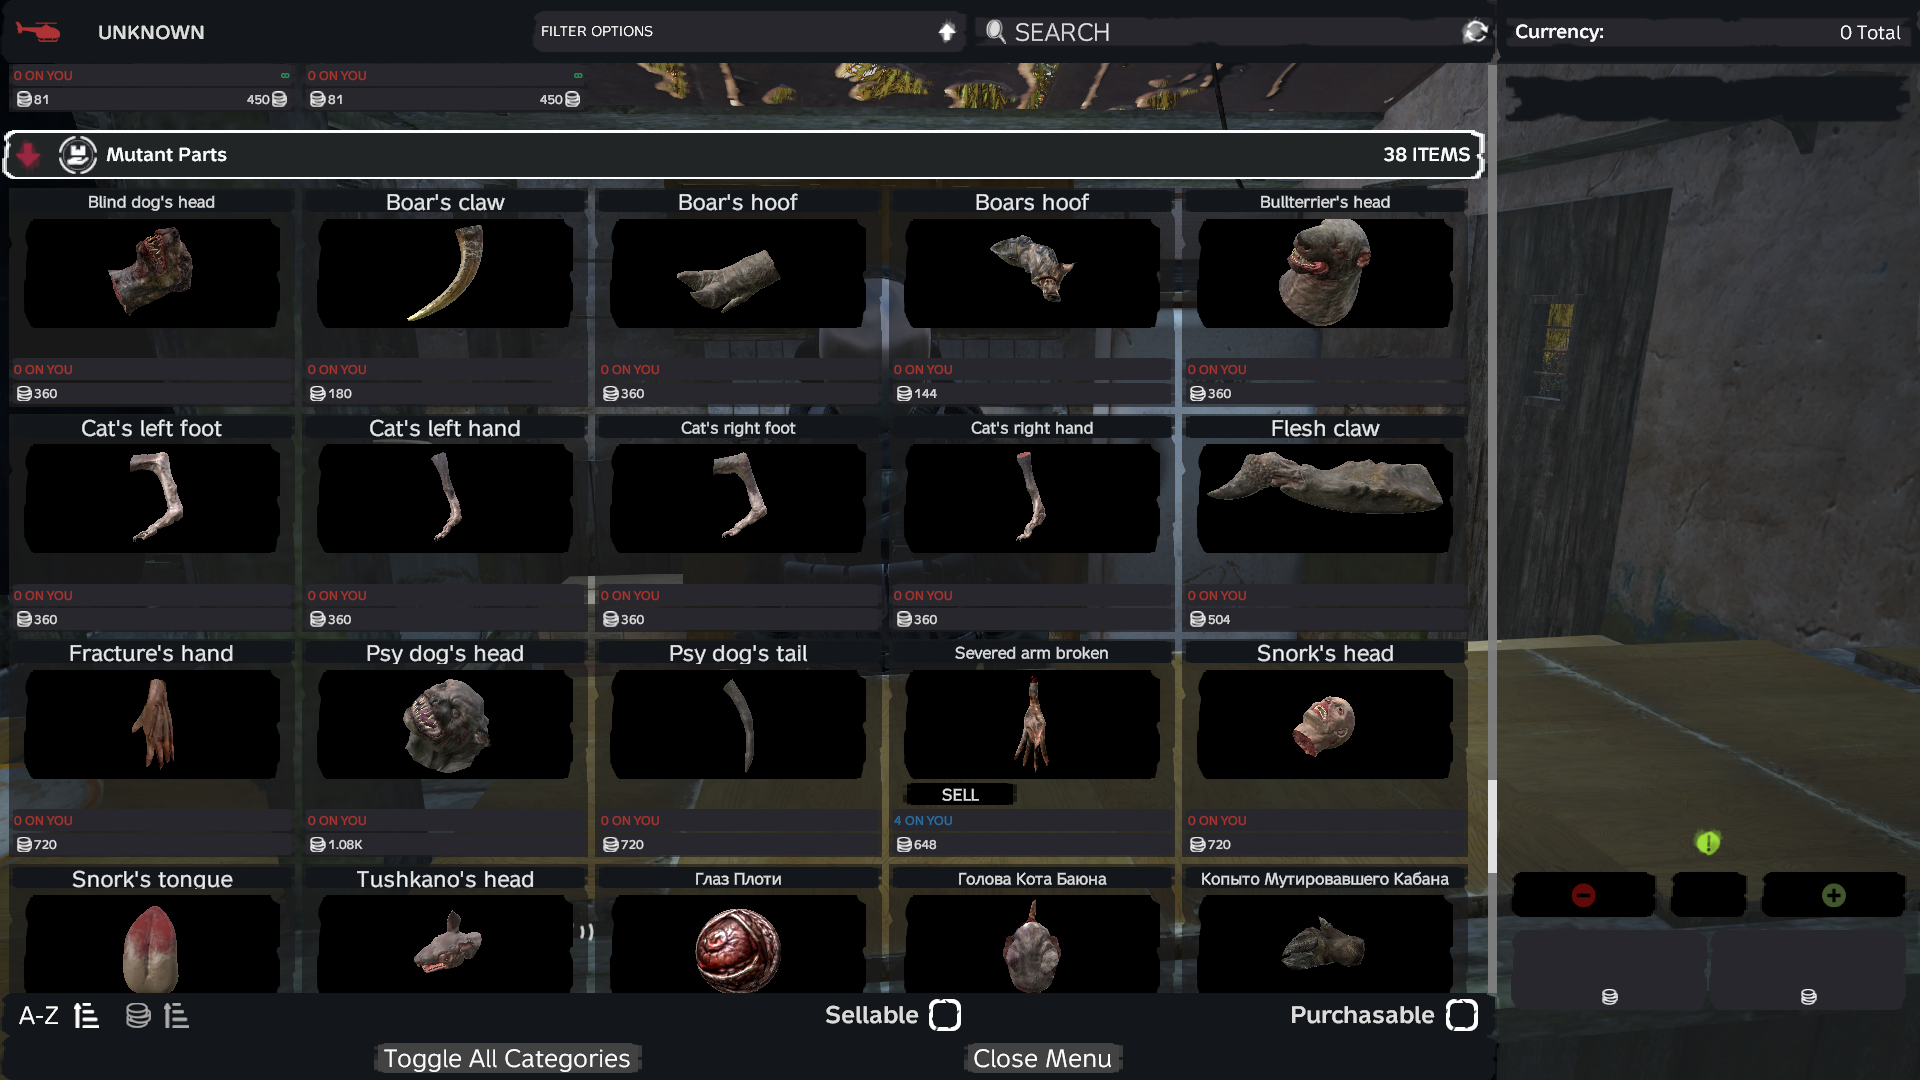 UNKNOWN
FILTER OPTIONS
SEARCH
Currency:
0 Total
0 ON YOU ∞
0 ON YOU ∞
81 450
81 450
Mutant Parts
38 ITEMS
Blind dog's head
Boar's claw
Boar's hoof
Boars hoof
Bullterrier's head
0 ON YOU
0 ON YOU
0 ON YOU
0 ON YOU
0 ON YOU
360
180
360
144
360
Cat's left foot
Cat's left hand
Cat's right foot
Cat's right hand
Flesh claw
0 ON YOU
0 ON YOU
0 ON YOU
0 ON YOU
0 ON YOU
360
360
360
360
504
Fracture's hand
Psy dog's head
Psy dog's tail
Severed arm broken
Snork's head
SELL
0 ON YOU
0 ON YOU
0 ON YOU
4 ON YOU
0 ON YOU
720
1.08K
720
648
720
Snork's tongue
Tushkano's head
Глаз Плоти
Голова Кота Баюна
Копыто Мутировавшего Кабана
A-Z
Sellable
Purchasable
Toggle All Categories
Close Menu